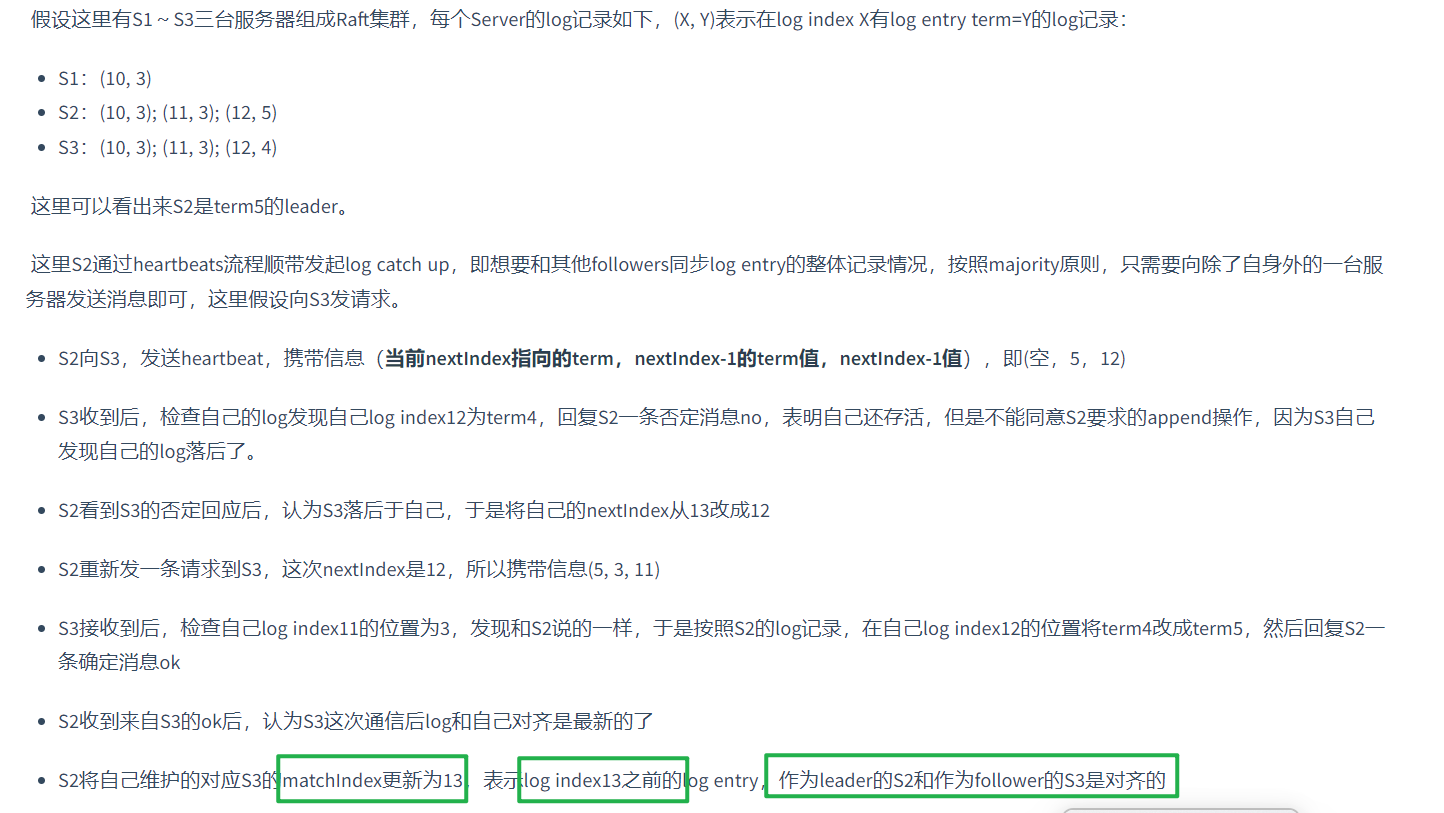 假设这里有S1～S3三台服务器组成Raft集群，每个Server的log记录如下，(X, Y)表示在log index X有log entry term=Y的log记录：
• S1：(10, 3)
• S2：(10, 3); (11, 3); (12, 5)
• S3：(10, 3); (11, 3); (12, 4)
这里可以看出来S2是term5的leader。
这里S2通过heartbeats流程顺带发起log catch up，即想要和其他followers同步log entry的整体记录情况，按照majority原则，只需要向除了自身外的一台服
务器发送消息即可，这里假设向S3发请求。
• S2向S3，发送heartbeat，携带信息（当前nextIndex指向的term，nextIndex-1的term值，nextIndex-1值），即(空，5，12)
• S3收到后，检查自己的log发现自己log index12为term4，回复S2一条否定消息no，表明自己还存活，但是不能同意S2要求的append操作，因为S3自己
发现自己的log落后了。
• S2看到S3的否定回应后，认为S3落后于自己，于是将自己的nextIndex从13改成12
• S2重新发一条请求到S3，这次nextIndex是12，所以携带信息(5, 3, 11)
• S3接收到后，检查自己log index11的位置为3，发现和S2说的一样，于是按照S2的log记录，在自己log index12的位置将term4改成term5，然后回复S2一
条确定消息ok
• S2收到来自S3的ok后，认为S3这次通信后log和自己对齐是最新的了
• S2将自己维护的对应S3的matchIndex更新为13，表示log index13之前的log entry，作为leader的S2和作为follower的S3是对齐的